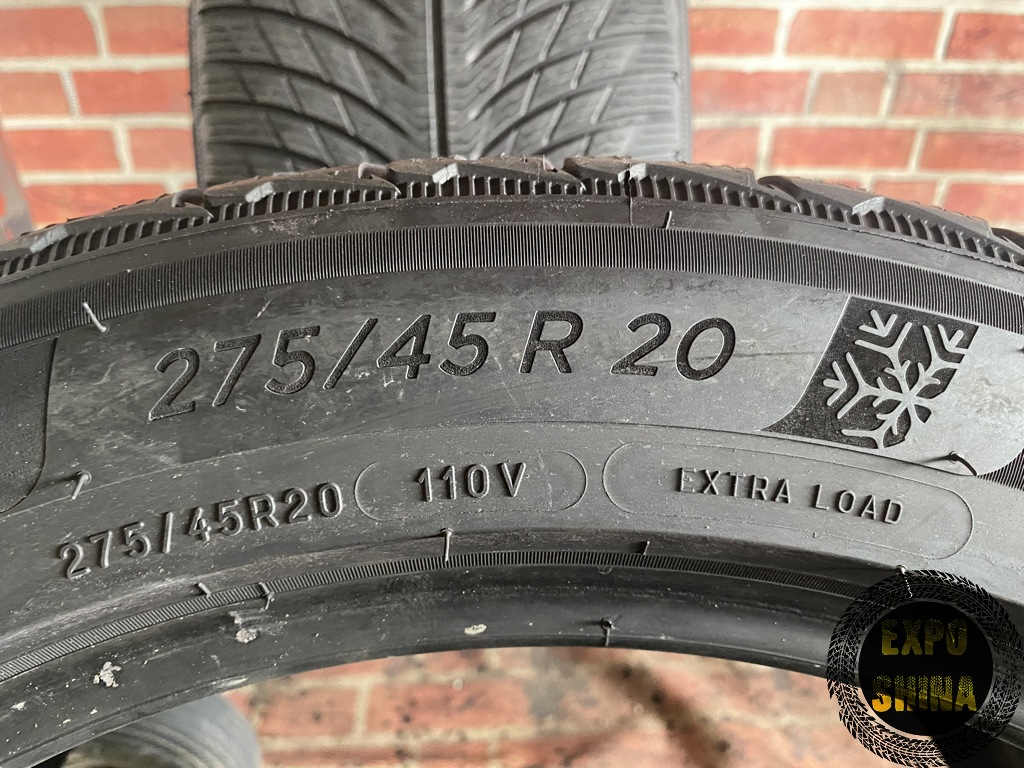 275/45 R 20
275/45R20 110V EXTRA LOAD
EXPO
SHINA